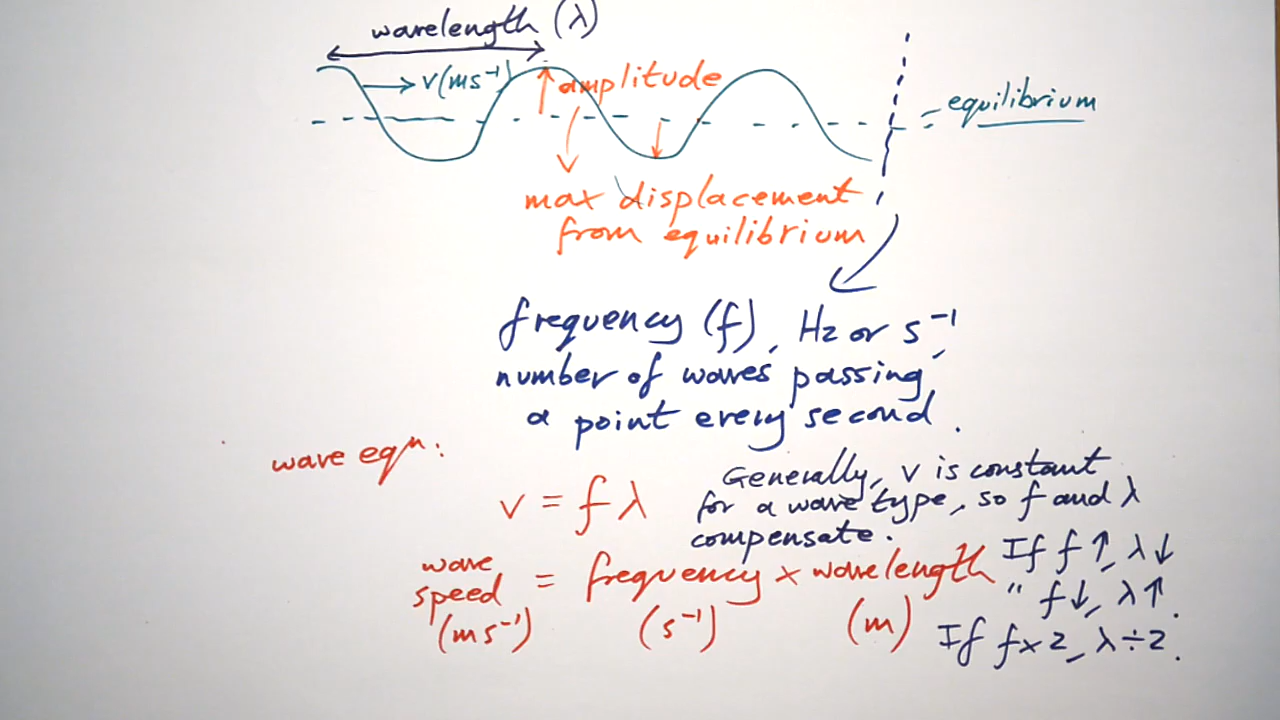 wavelength (λ)
v(ms⁻¹)
amplitude
equilibrium
max displacement
from equilibrium
frequency (f), Hz or s⁻¹,
number of waves passing
a point every second.
wave eqⁿ:
v = f λ
Generally, v is constant
for a wave type, so f and λ
compensate.
wave speed = frequency × wavelength
(ms⁻¹) (s⁻¹) (m)
If f↑, λ↓
" f↓, λ↑.
If f×2, λ÷2.